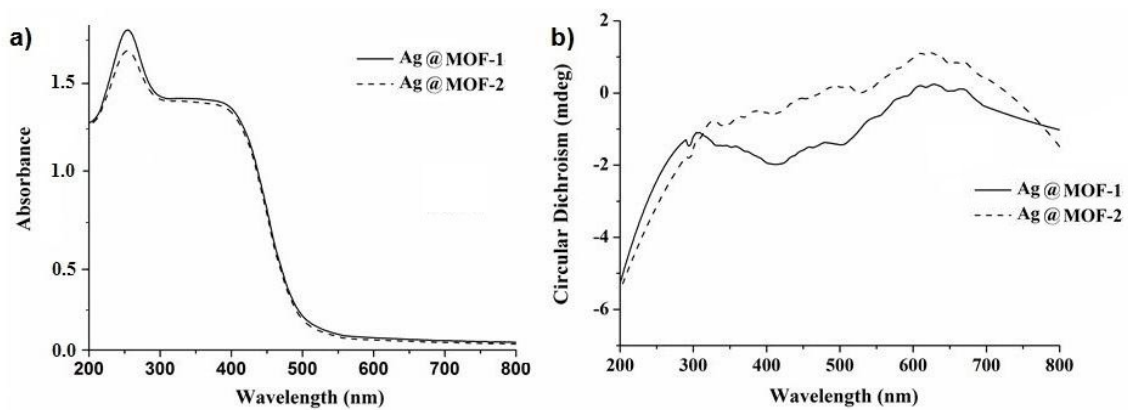 a)
Ag @ MOF-1
Ag @ MOF-2
1.5
1.0
0.5
0.0
Absorbance
200 300 400 500 600 700 800
Wavelength (nm)
b)
2
0
-2
-4
-6
Circular Dichroism (mdeg)
Ag @ MOF-1
Ag @ MOF-2
200 300 400 500 600 700 800
Wavelength (nm)